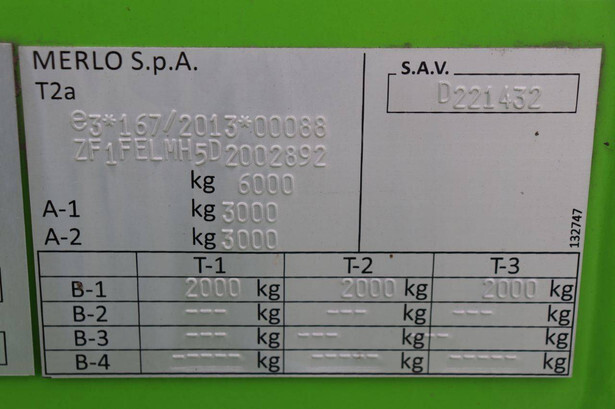 MERLO S.p.A.
T2a
e3*167/2013*00088
ZF1FELMH5D2002892
kg 6000
A-1 kg 3000
A-2 kg 3000
S.A.V.
D221432
132747
T-1 T-2 T-3
B-1 2000 kg 2000 kg 2000 kg
B-2 --- kg --- kg --- kg
B-3 --- kg --- kg --- kg
B-4 ----- kg ----- kg ----- kg